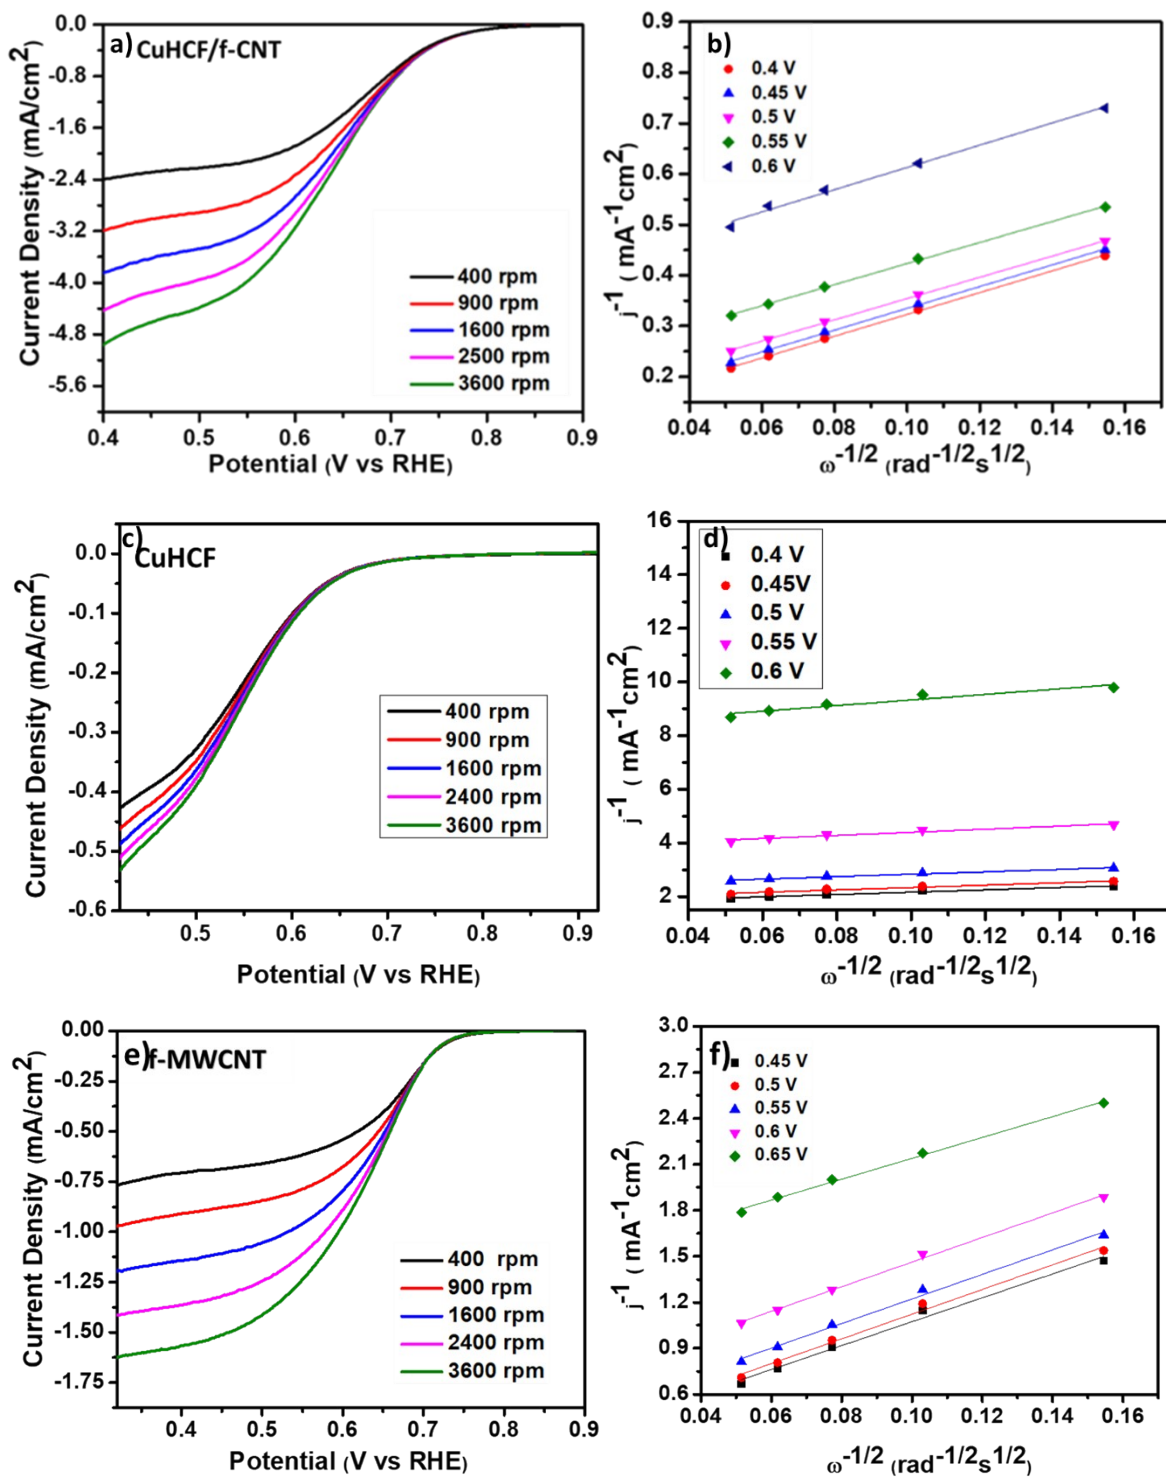 a) CuHCF/f-CNT
0.0
-0.8
-1.6
-2.4
-3.2
-4.0
-4.8
-5.6
Current Density (mA/cm2)
400 rpm
900 rpm
1600 rpm
2500 rpm
3600 rpm
0.4 0.5 0.6 0.7 0.8 0.9
Potential (V vs RHE)
b)
0.9
0.8
0.7
0.6
0.5
0.4
0.3
0.2
j-1 ( mA-1cm2)
0.4 V
0.45 V
0.5 V
0.55 V
0.6 V
0.04 0.06 0.08 0.10 0.12 0.14 0.16
ω-1/2 (rad-1/2s1/2)
c)
CuHCF
0.0
-0.1
-0.2
-0.3
-0.4
-0.5
-0.6
Current Density (mA/cm2)
400 rpm
900 rpm
1600 rpm
2400 rpm
3600 rpm
0.5 0.6 0.7 0.8 0.9
Potential (V vs RHE)
d)
16
14
12
10
8
6
4
2
j-1 ( mA-1cm2)
0.4 V
0.45V
0.5 V
0.55 V
0.6 V
0.04 0.06 0.08 0.10 0.12 0.14 0.16
ω-1/2 (rad-1/2s1/2)
e) f-MWCNT
0.00
-0.25
-0.50
-0.75
-1.00
-1.25
-1.50
-1.75
Current Density (mA/cm2)
400 rpm
900 rpm
1600 rpm
2400 rpm
3600 rpm
0.4 0.5 0.6 0.7 0.8 0.9
Potential (V vs RHE)
f)
3.0
2.7
2.4
2.1
1.8
1.5
1.2
0.9
0.6
j-1 ( mA-1cm2)
0.45 V
0.5 V
0.55 V
0.6 V
0.65 V
0.04 0.06 0.08 0.10 0.12 0.14 0.16
ω-1/2 (rad-1/2s1/2)